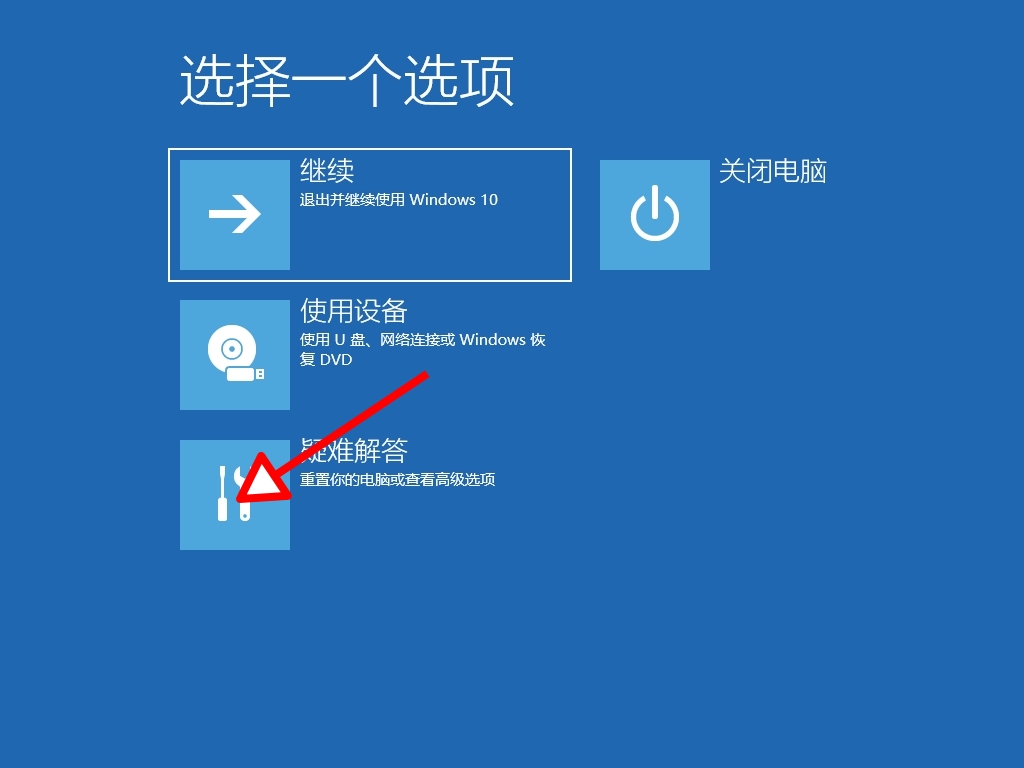 选择一个选项
继续
退出并继续使用 Windows 10
关闭电脑
使用设备
使用 U 盘、网络连接或 Windows 恢
复 DVD
疑难解答
重置你的电脑或查看高级选项